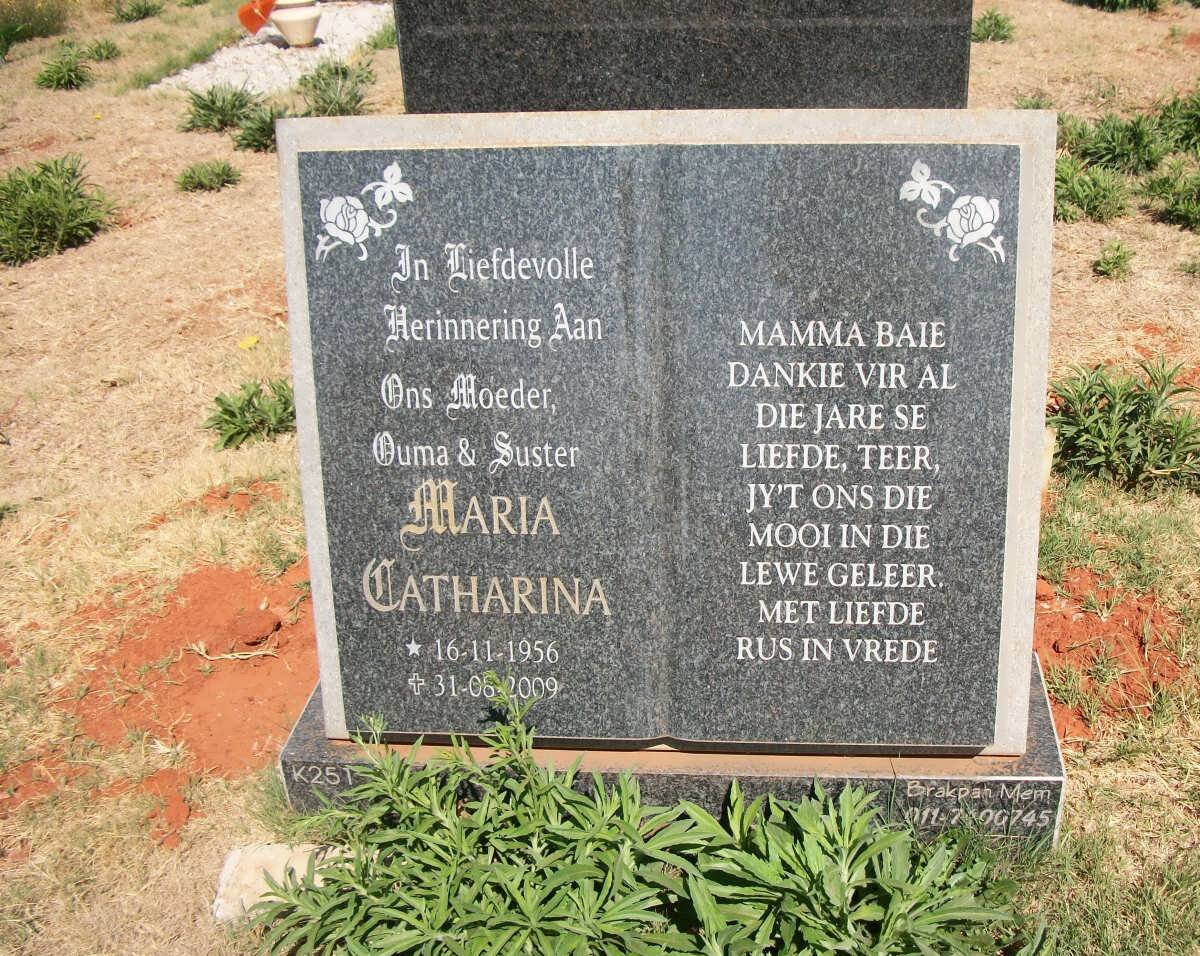 In Liefdevolle
Herinnering Aan
Ons Moeder,
Ouma & Suster
MARIA
CATHARINA
★ 16-11-1956
✝ 31-08-2009
MAMMA BAIE
DANKIE VIR AL
DIE JARE SE
LIEFDE, TEER,
JY'T ONS DIE
MOOI IN DIE
LEWE GELEER.
MET LIEFDE
RUS IN VREDE
Brakpan Mem